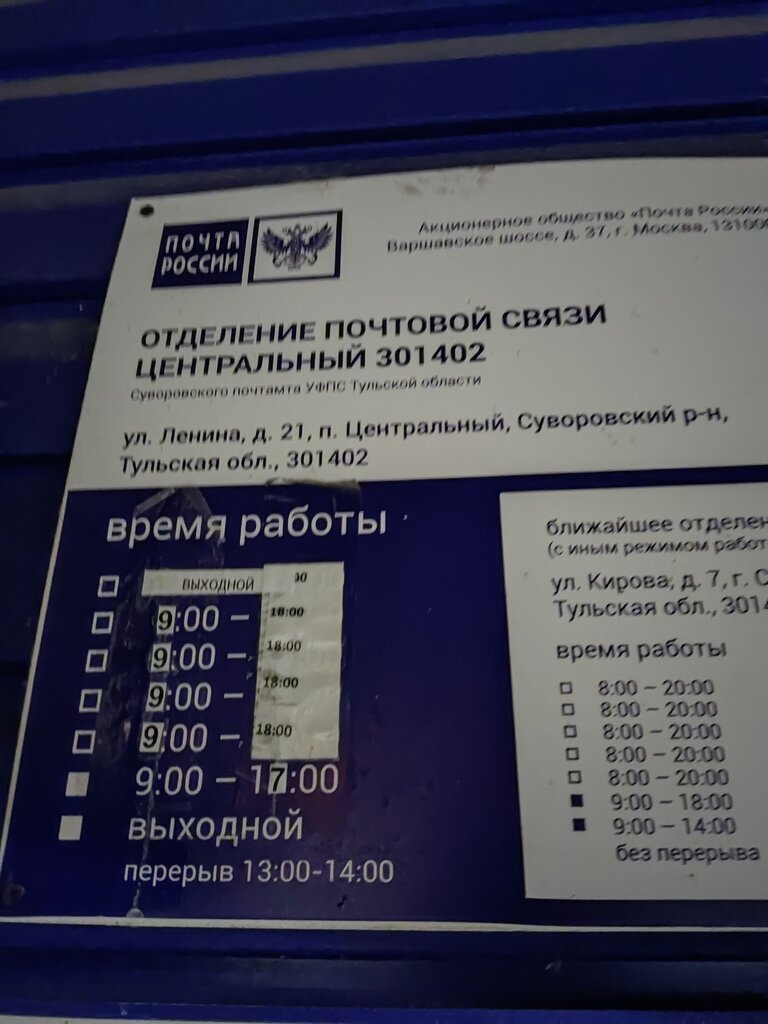 ПОЧТА
РОССИИ
Акционерное общество «Почта России»
Варшавское шоссе, д. 37, г. Москва,
ОТДЕЛЕНИЕ ПОЧТОВОЙ СВЯЗИ
ЦЕНТРАЛЬНЫЙ 301402
Суворовского почтамта УФПС Тульской области
ул. Ленина, д. 21, п. Центральный, Суворовский р-н,
Тульская обл., 301402
время работы
ВЫХОДНОЙ 00
9:00 – 18:00
9:00 – 18:00
9:00 – 18:00
9:00 – 18:00
9:00 – 17:00
выходной
перерыв 13:00-14:00
ближайшее
(с иным режимом
ул. Кирова, д. 7, г.
Тульская обл.,
время работы
8:00 – 20:00
8:00 – 20:00
8:00 – 20:00
8:00 – 20:00
8:00 – 20:00
9:00 – 18:00
9:00 – 14:00
без перерыва